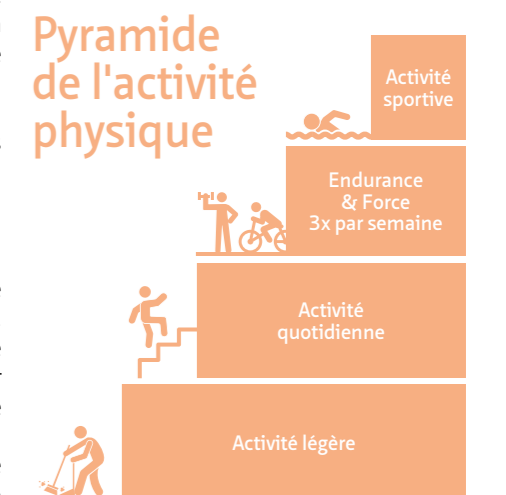 Pyramide
de l'activité
physique
Activité
sportive
Endurance
& Force
3x par semaine
Activité
quotidienne
Activité légère